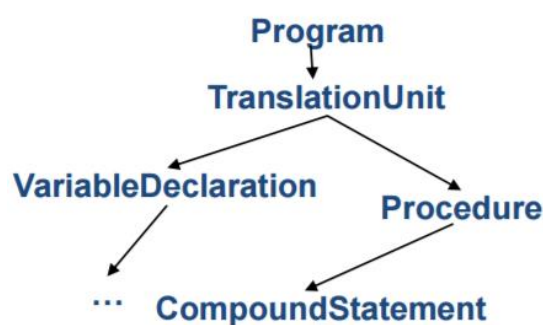 Program
TranslationUnit
VariableDeclaration
Procedure
...
CompoundStatement